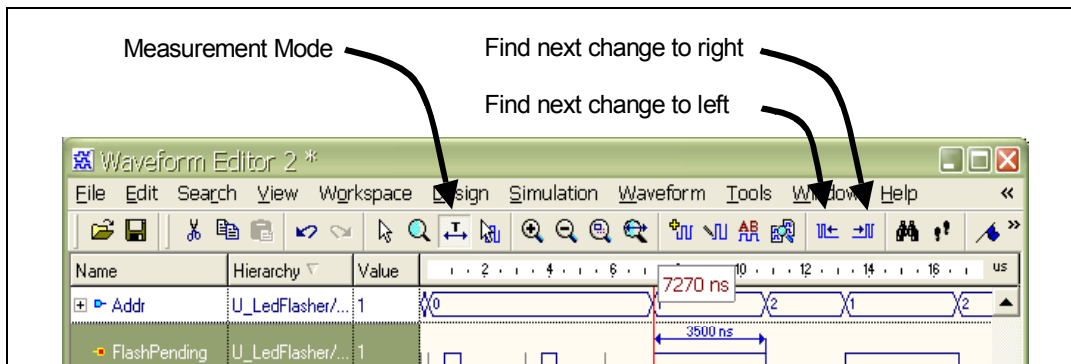 Measurement Mode
Find next change to right
Find next change to left
Waveform Editor 2 *
File Edit Search View Workspace Design Simulation Waveform Tools Window Help «
T AB »
Name Hierarchy Value 2 4 6 10 12 14 16 us
7270 ns
Addr U_LedFlasher/... 1 0 1 2 1 2
3500 ns
FlashPending U_LedFlasher/... 1